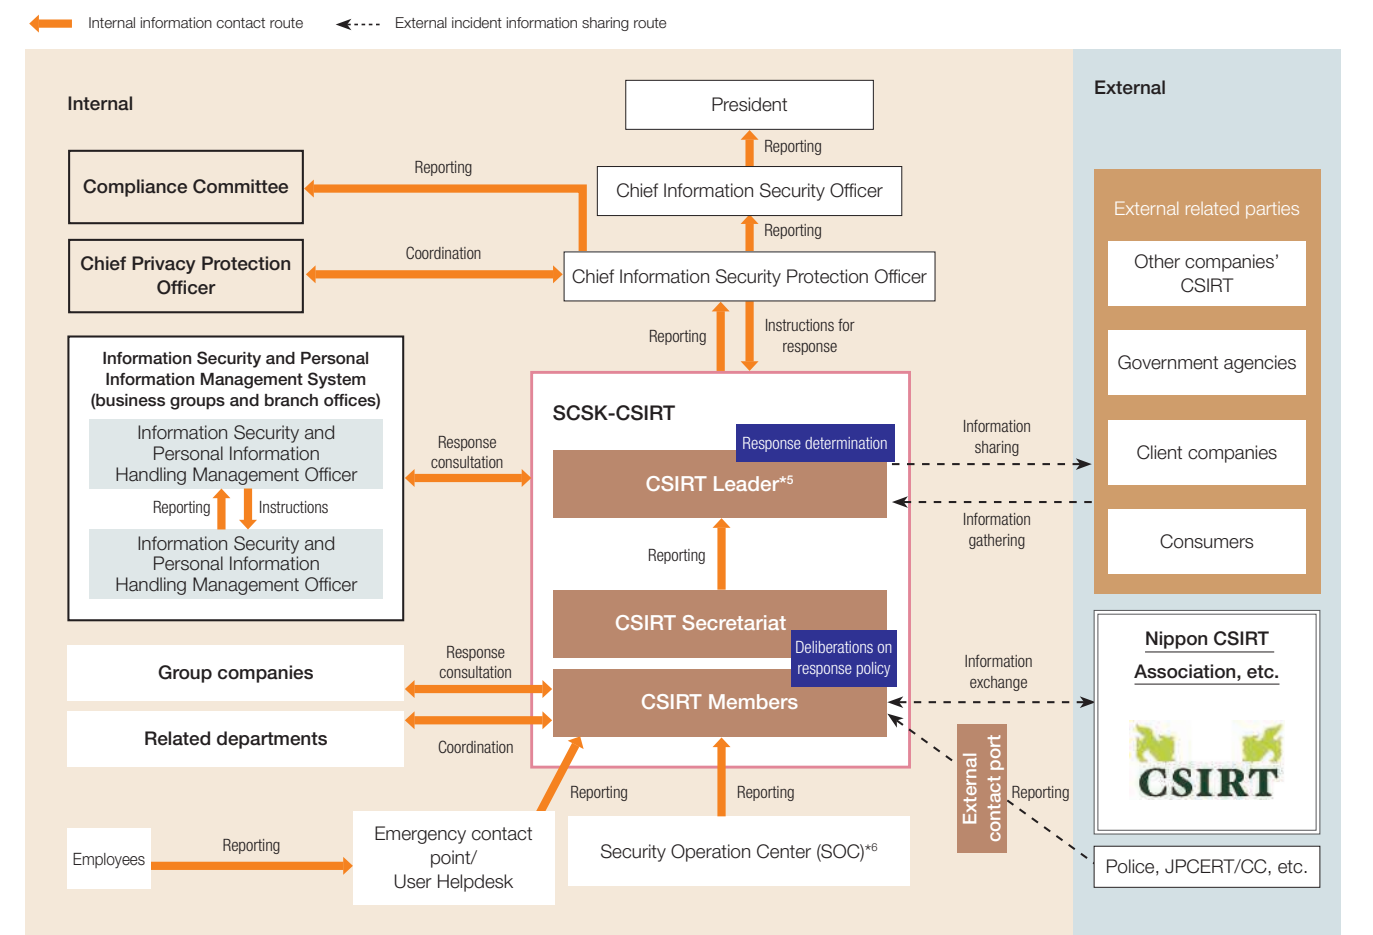 Internal information contact route
External incident information sharing route
Internal
External
President
Reporting
Compliance Committee
Reporting
Chief Information Security Officer
Reporting
Chief Privacy Protection
Officer
Coordination
Chief Information Security Protection Officer
Reporting
Instructions for
response
External related parties
Other companies’
CSIRT
Government agencies
Client companies
Consumers
Information Security and Personal
Information Management System
(business groups and branch offices)
Information Security and
Personal Information
Handling Management Officer
Reporting
Instructions
Information Security and
Personal Information
Handling Management Officer
Response
consultation
SCSK-CSIRT
Response determination
CSIRT Leader*5
Reporting
CSIRT Secretariat
Deliberations on
response policy
CSIRT Members
Information
sharing
Information
gathering
Information
exchange
Nippon CSIRT
Association, etc.
CSIRT
Group companies
Response
consultation
Related departments
Coordination
Reporting
Reporting
External
contact port
Reporting
Employees
Reporting
Emergency contact
point/
User Helpdesk
Security Operation Center (SOC)*6
Police, JPCERT/CC, etc.